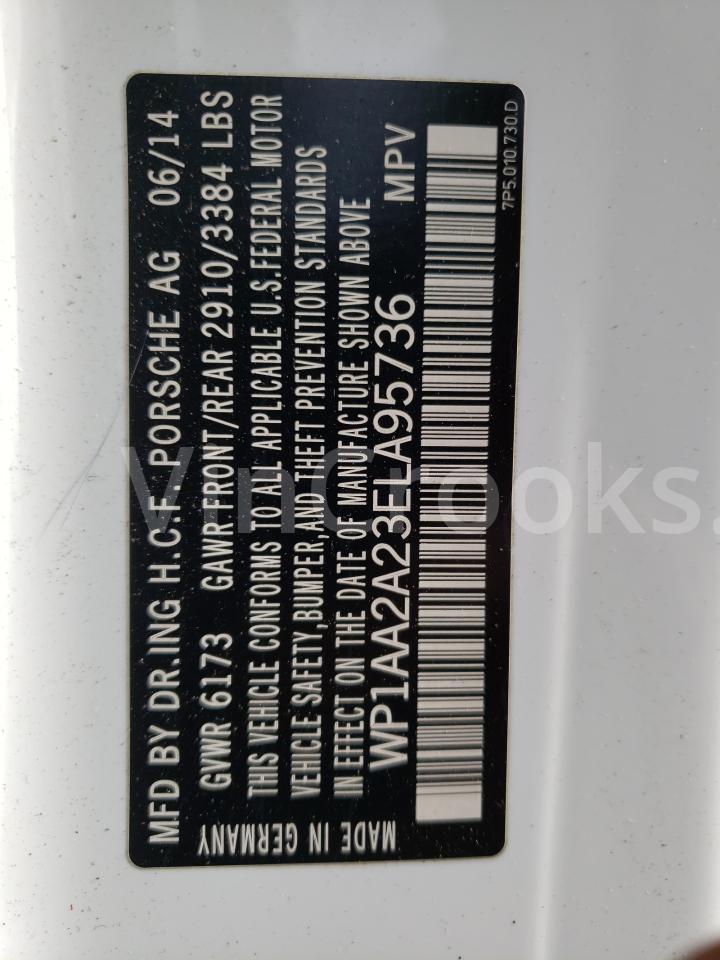 MFD BY DR.ING H.C.F. PORSCHE AG 06/14
GVWR 6173 GAWR FRONT/REAR 2910/3384 LBS
THIS VEHICLE CONFORMS TO ALL APPLICABLE U.S. FEDERAL MOTOR
VEHICLE SAFETY, BUMPER, AND THEFT PREVENTION STANDARDS
IN EFFECT ON THE DATE OF MANUFACTURE SHOWN ABOVE
WP1AA2A23ELA95736 MPV
7P5.010.730.D
MADE IN GERMANY
VinCrooks.